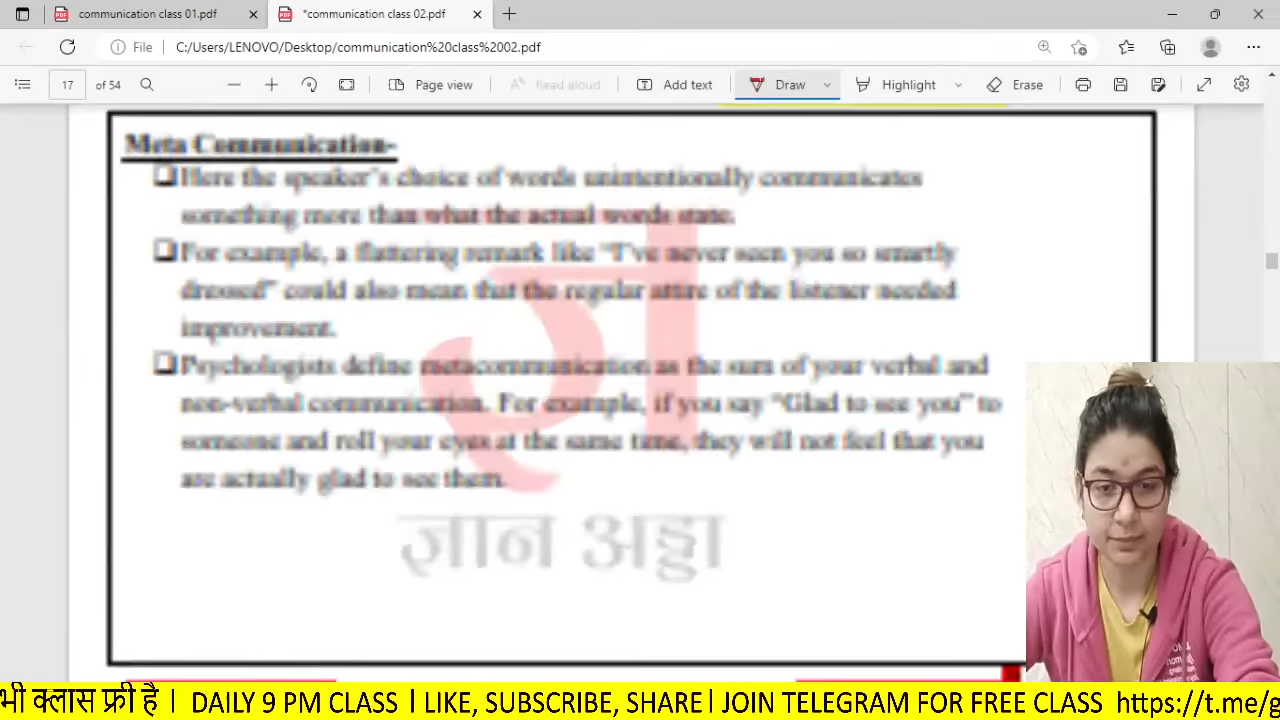 communication class 01.pdf
*communication class 02.pdf
File
C:/Users/LENOVO/Desktop/communication%20class%2002.pdf
17 of 54
Page view
Read aloud
Add text
Draw
Highlight
Erase
Meta Communication-
Here the speaker's choice of words unintentionally communicates
something more than what the actual words state.
For example, a flattering remark like "I've never seen you so smartly
dressed" could also mean that the regular attire of the listener needed
improvement.
Psychologists define metacommunication as the sum of your verbal and
non-verbal communication. For example, if you say "Glad to see you" to
someone and roll your eyes at the same time, they will not feel that you
are actually glad to see them.
ज्ञान अड्डा
भी क्लास फ्री है । DAILY 9 PM CLASS । LIKE, SUBSCRIBE, SHARE। JOIN TELEGRAM FOR FREE CLASS https://t.me/g